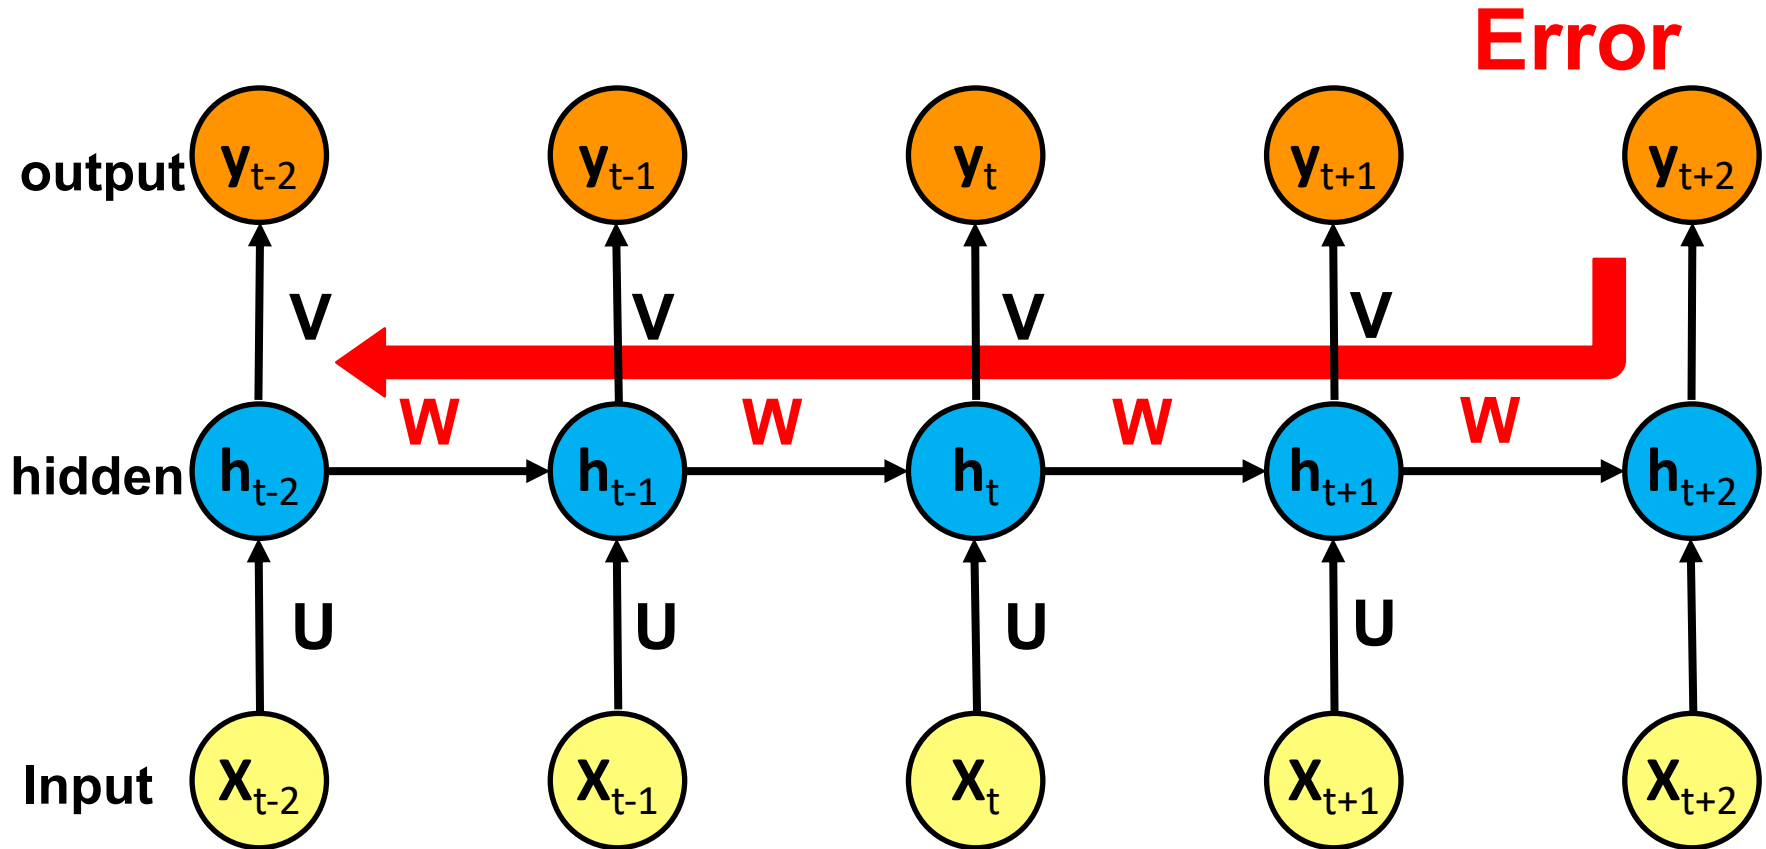 Error
output y_{t-2} y_{t-1} y_t y_{t+1} y_{t+2}
V V V V
W W W W
hidden h_{t-2} h_{t-1} h_t h_{t+1} h_{t+2}
U U U U
Input X_{t-2} X_{t-1} X_t X_{t+1} X_{t+2}